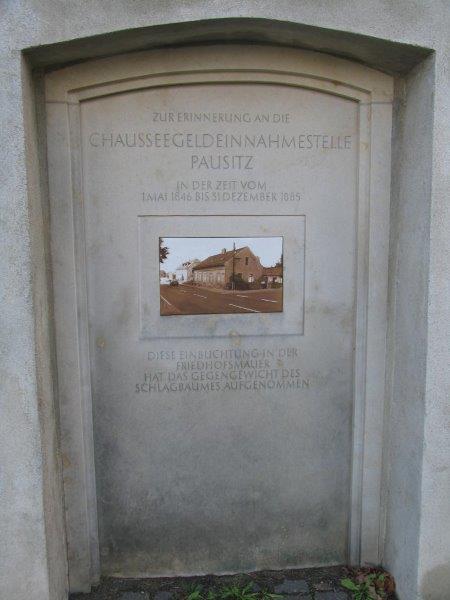 ZUR ERINNERUNG AN DIE
CHAUSSEEGELDEINNAHMESTELLE
PAUSITZ
IN DER ZEIT VOM
1.MAI 1846 BIS 31.DEZEMBER 1885
DIESE EINBUCHTUNG IN DER
FRIEDHOFSMAUER
HAT DAS GEGENGEWICHT DES
SCHLAGBAUMES AUFGENOMMEN